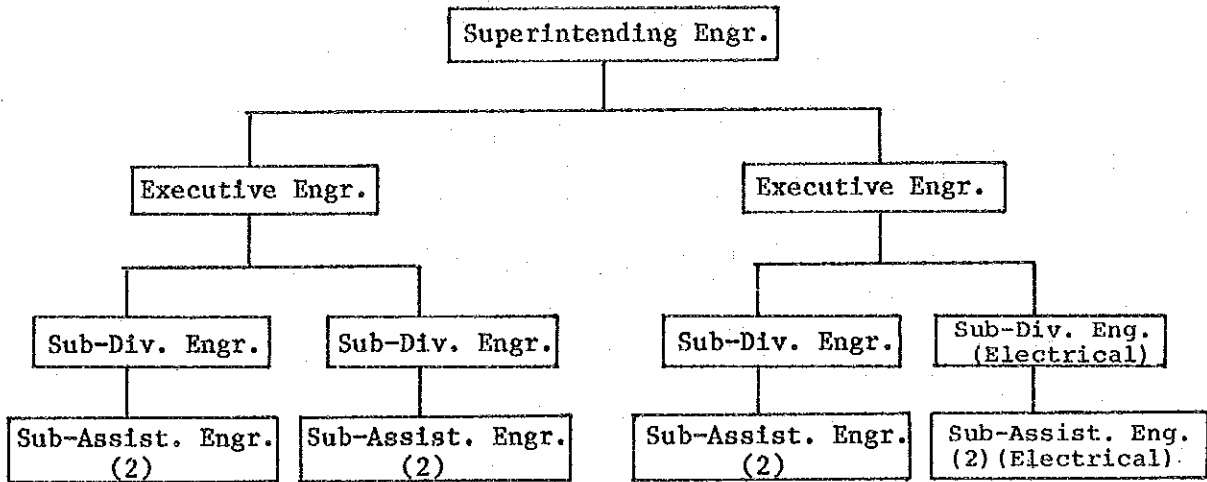 Superintending Engr.
Executive Engr.
Executive Engr.
Sub-Div. Engr.
Sub-Div. Engr.
Sub-Div. Engr.
Sub-Div. Eng.
(Electrical)
Sub-Assist. Engr.
(2)
Sub-Assist. Engr.
(2)
Sub-Assist. Engr.
(2)
Sub-Assist. Eng.
(2)(Electrical)